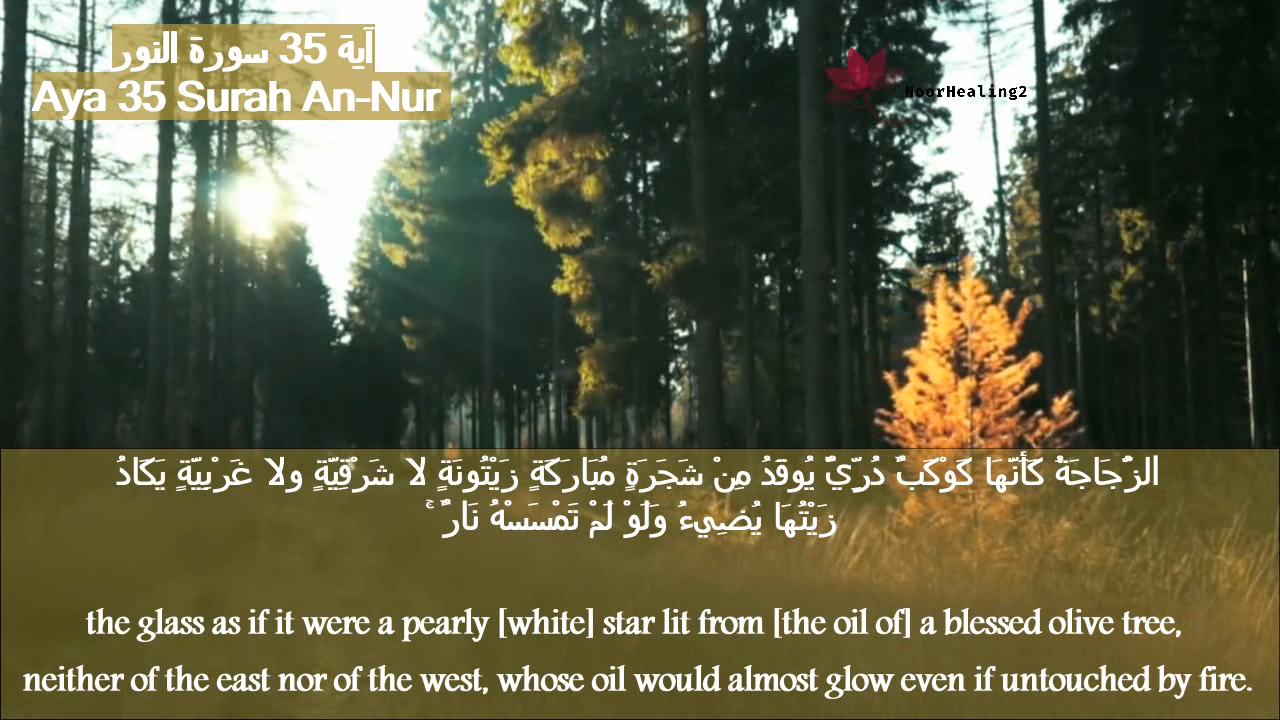 آية 35 سورة النور
Aya 35 Surah An-Nur
NoorHealing2
الزُّجَاجَةُ كَأَنَّهَا كَوْكَبٌ دُرِّيٌّ يُوقَدُ مِنْ شَجَرَةٍ مُبَارَكَةٍ زَيْتُونَةٍ لا شَرْقِيَّةٍ ولا غَرْبِيَّةٍ يَكَادُ
زَيْتُهَا يُضِيءُ وَلَوْ لَمْ تَمْسَسْهُ نَارٌ ۚ
the glass as if it were a pearly [white] star lit from [the oil of] a blessed olive tree,
neither of the east nor of the west, whose oil would almost glow even if untouched by fire.